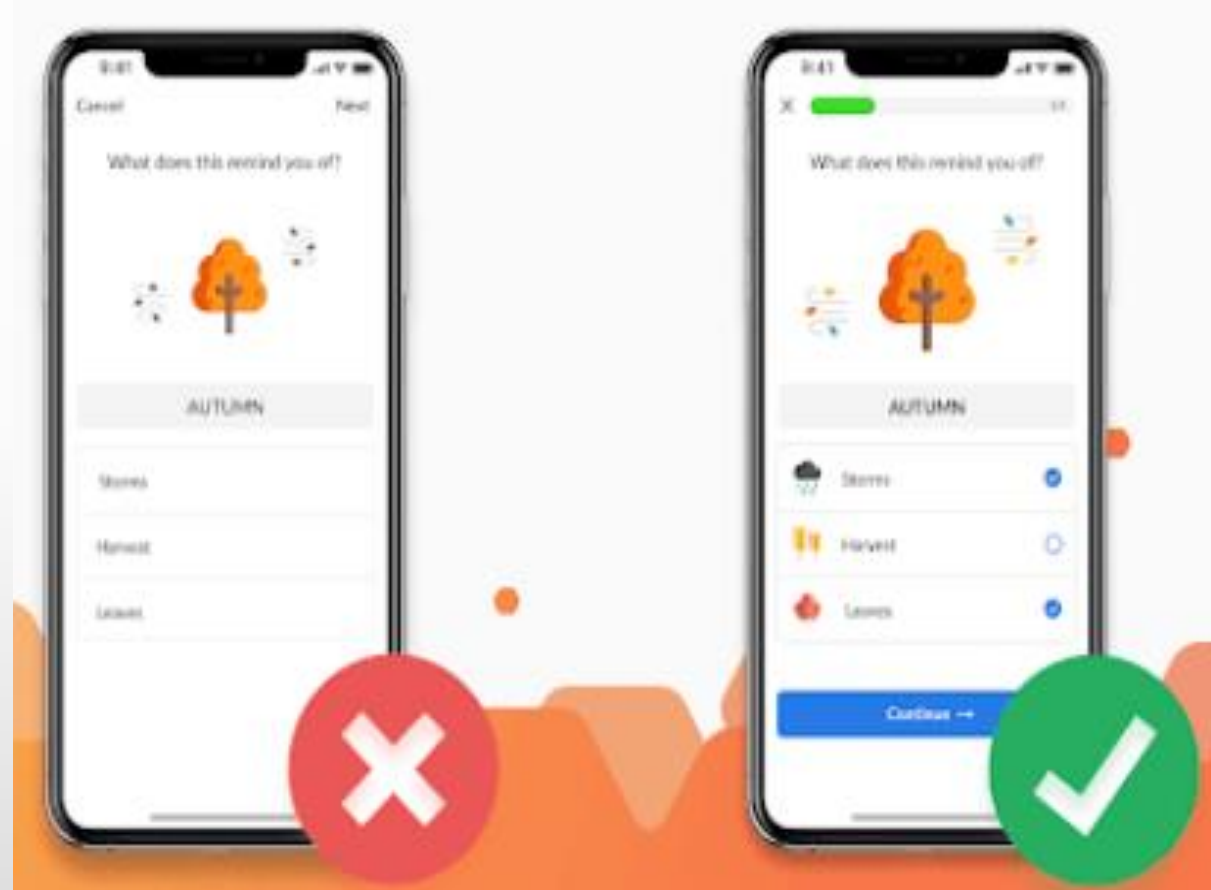 9:41
Cancel Next
What does this remind you of?
AUTUMN
Storms
Harvest
Leaves
9:41
What does this remind you of?
AUTUMN
Storms
Harvest
Leaves
Continue →